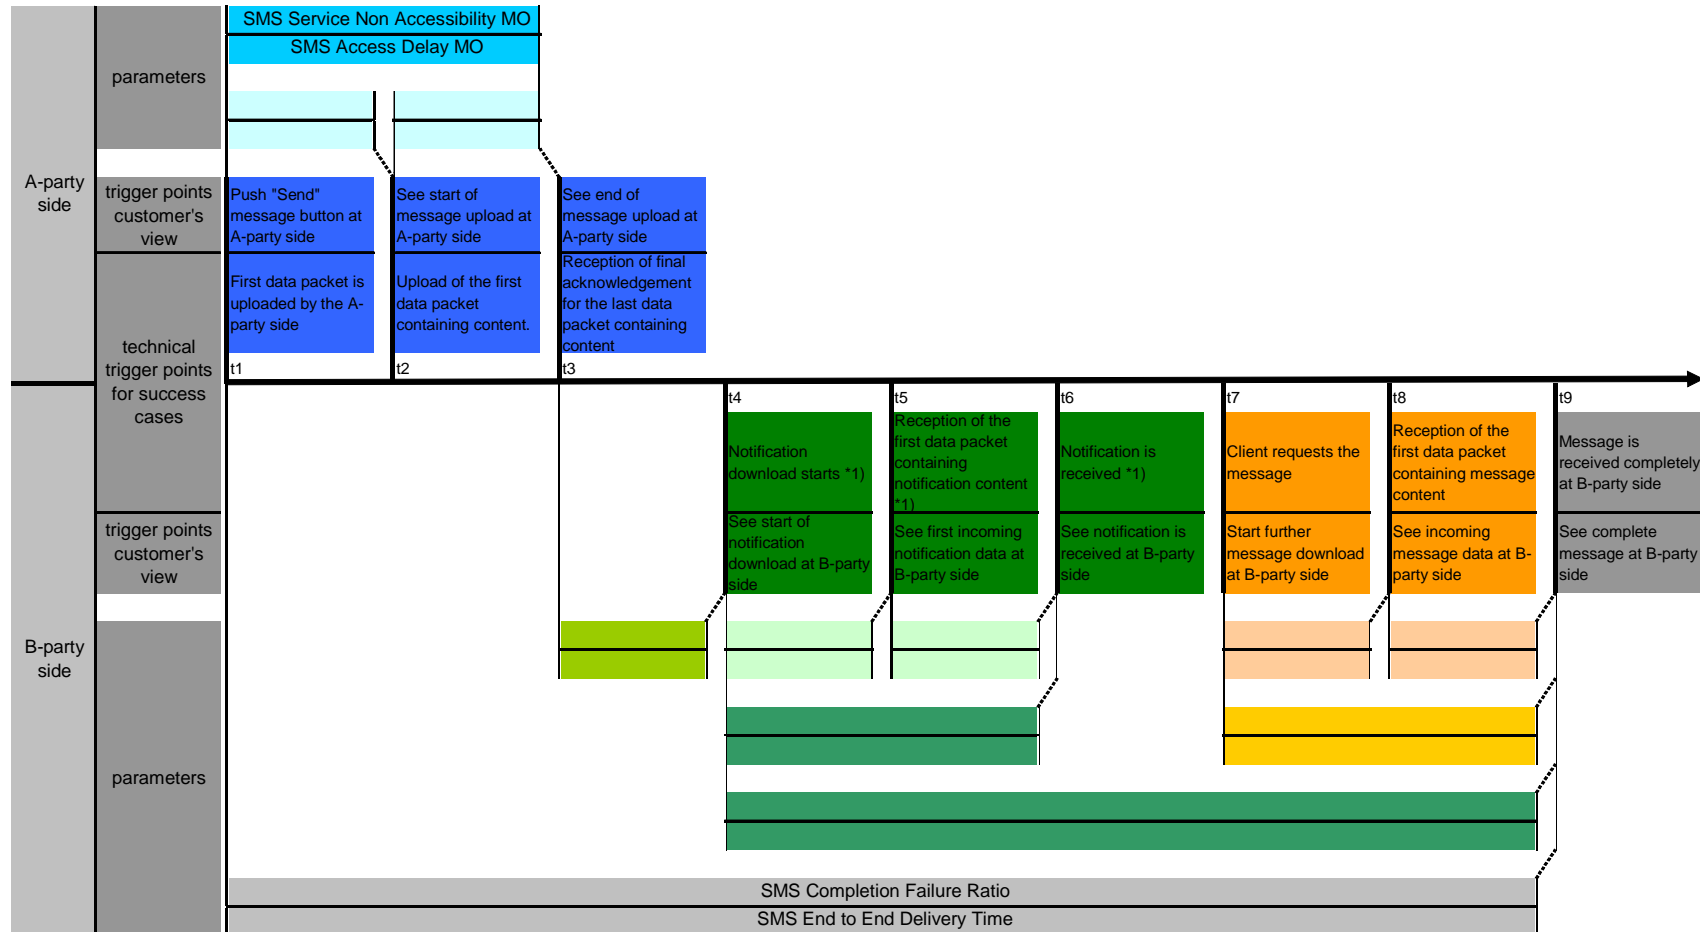 SMS Service Non Accessibility MO
SMS Access Delay MO
parameters
A-party
side
trigger points
customer's
view
Push "Send"
message button at
A-party side
See start of
message upload at
A-party side
See end of
message upload at
A-party side
First data packet is
uploaded by the A-
party side
Upload of the first
data packet
containing content.
Reception of final
acknowledgement
for the last data
packet containing
content
technical
trigger points
for success
cases
t1
t2
t3
t4
t5
t6
t7
t8
t9
Notification
download starts *1)
Reception of the
first data packet
containing
notification content
*1)
Notification is
received *1)
Client requests the
message
Reception of the
first data packet
containing message
content
Message is
received completely
at B-party side
trigger points
customer's
view
See start of
notification
download at B-party
side
See first incoming
notification data at
B-party side
See notification is
received at B-party
side
Start further
message download
at B-party side
See incoming
message data at B-
party side
See complete
message at B-party
side
B-party
side
parameters
SMS Completion Failure Ratio
SMS End to End Delivery Time